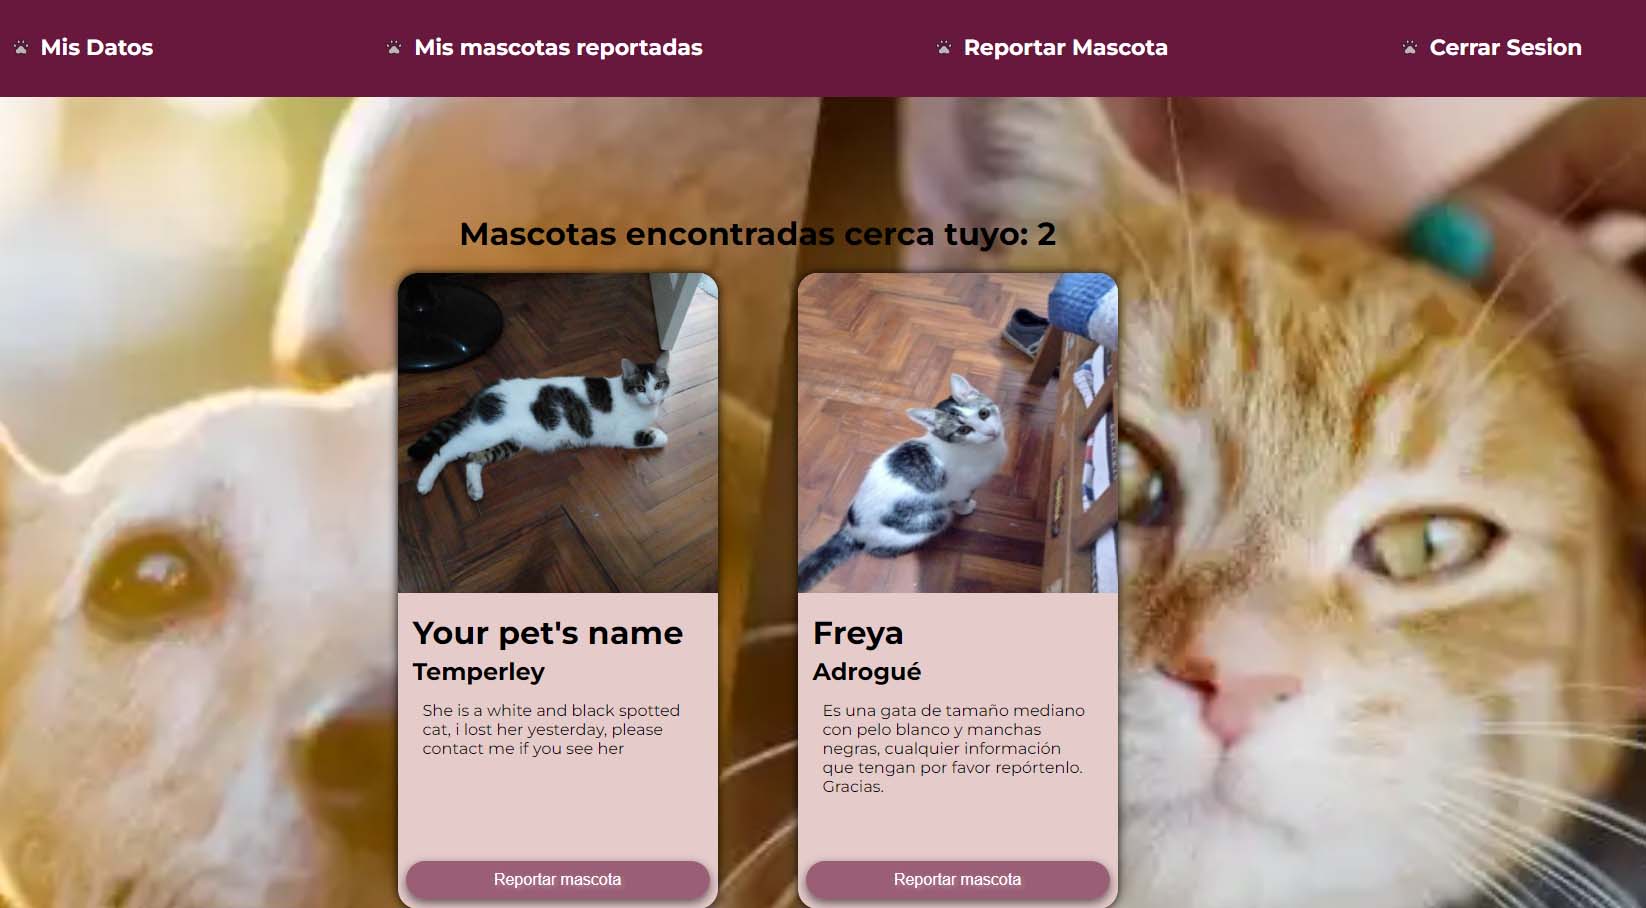 Mis Datos
Mis mascotas reportadas
Reportar Mascota
Cerrar Sesion
Mascotas encontradas cerca tuyo: 2
Your pet's name
Temperley
She is a white and black spotted
cat, i lost her yesterday, please
contact me if you see her
Reportar mascota
Freya
Adrogué
Es una gata de tamaño mediano
con pelo blanco y manchas
negras, cualquier información
que tengan por favor repórtenlo.
Gracias.
Reportar mascota